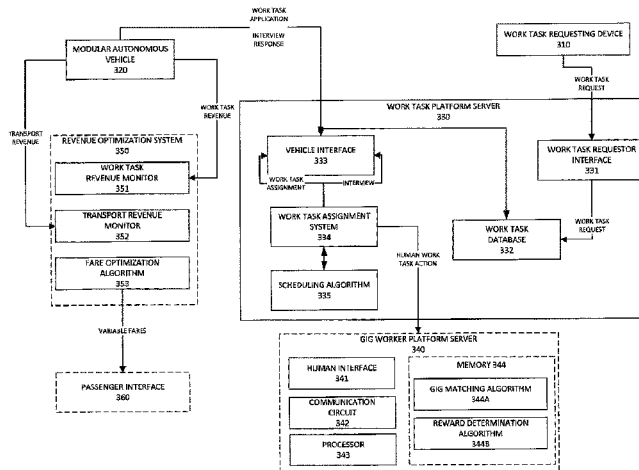 WORK TASK
APPLICATION
INTERVIEW
RESPONSE
MODULAR AUTONOMOUS
VEHICLE
320
WORK TASK REQUESTING DEVICE
310
WORK TASK
REQUEST
TRANSPORT
REVENUE
WORK TASK
REVENUE
WORK TASK PLATFORM SERVER
330
REVENUE OPTIMIZATION SYSTEM
350
WORK TASK
REVENUE MONITOR
351
TRANSPORT REVENUE
MONITOR
352
FARE OPTIMIZATION
ALGORITHM
353
VEHICLE INTERFACE
333
WORK TASK
ASSIGNMENT
INTERVIEW
WORK TASK REQUESTOR
INTERFACE
331
WORK TASK
REQUEST
WORK TASK ASSIGNMENT
SYSTEM
334
WORK TASK
DATABASE
332
HUMAN WORK
TASK ACTION
SCHEDULING ALGORITHM
335
VARIABLE FARES
PASSENGER INTERFACE
360
GIG WORKER PLATFORM SERVER
340
HUMAN INTERFACE
341
COMMUNICATION
CIRCUIT
342
PROCESSOR
343
MEMORY 344
GIG MATCHING ALGORITHM
344A
REWARD DETERMINATION
ALGORITHM
344B